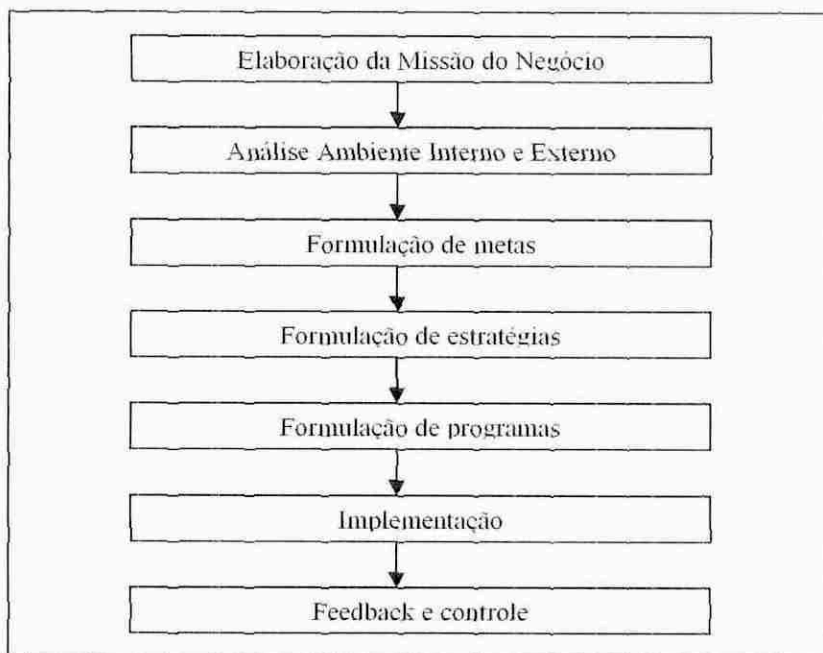 Elaboração da Missão do Negócio
Análise Ambiente Interno e Externo
Formulação de metas
Formulação de estratégias
Formulação de programas
Implementação
Feedback e controle